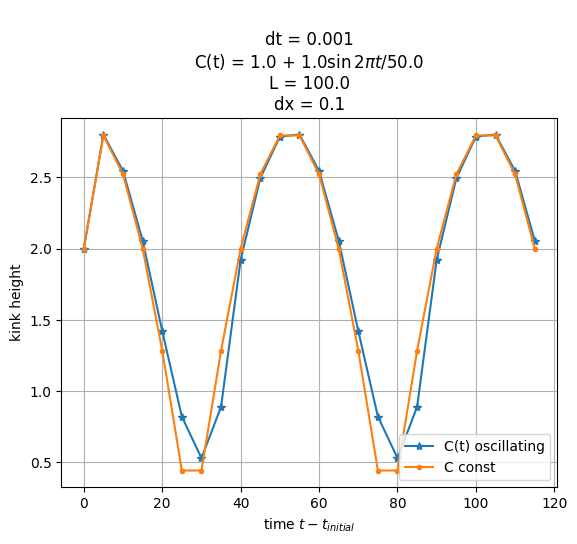 dt = 0.001
C(t) = 1.0 + 1.0sin 2πt/50.0
L = 100.0
dx = 0.1
kink height
2.5
2.0
1.5
1.0
0.5
C(t) oscillating
C const
0 20 40 60 80 100 120
time t − t_initial